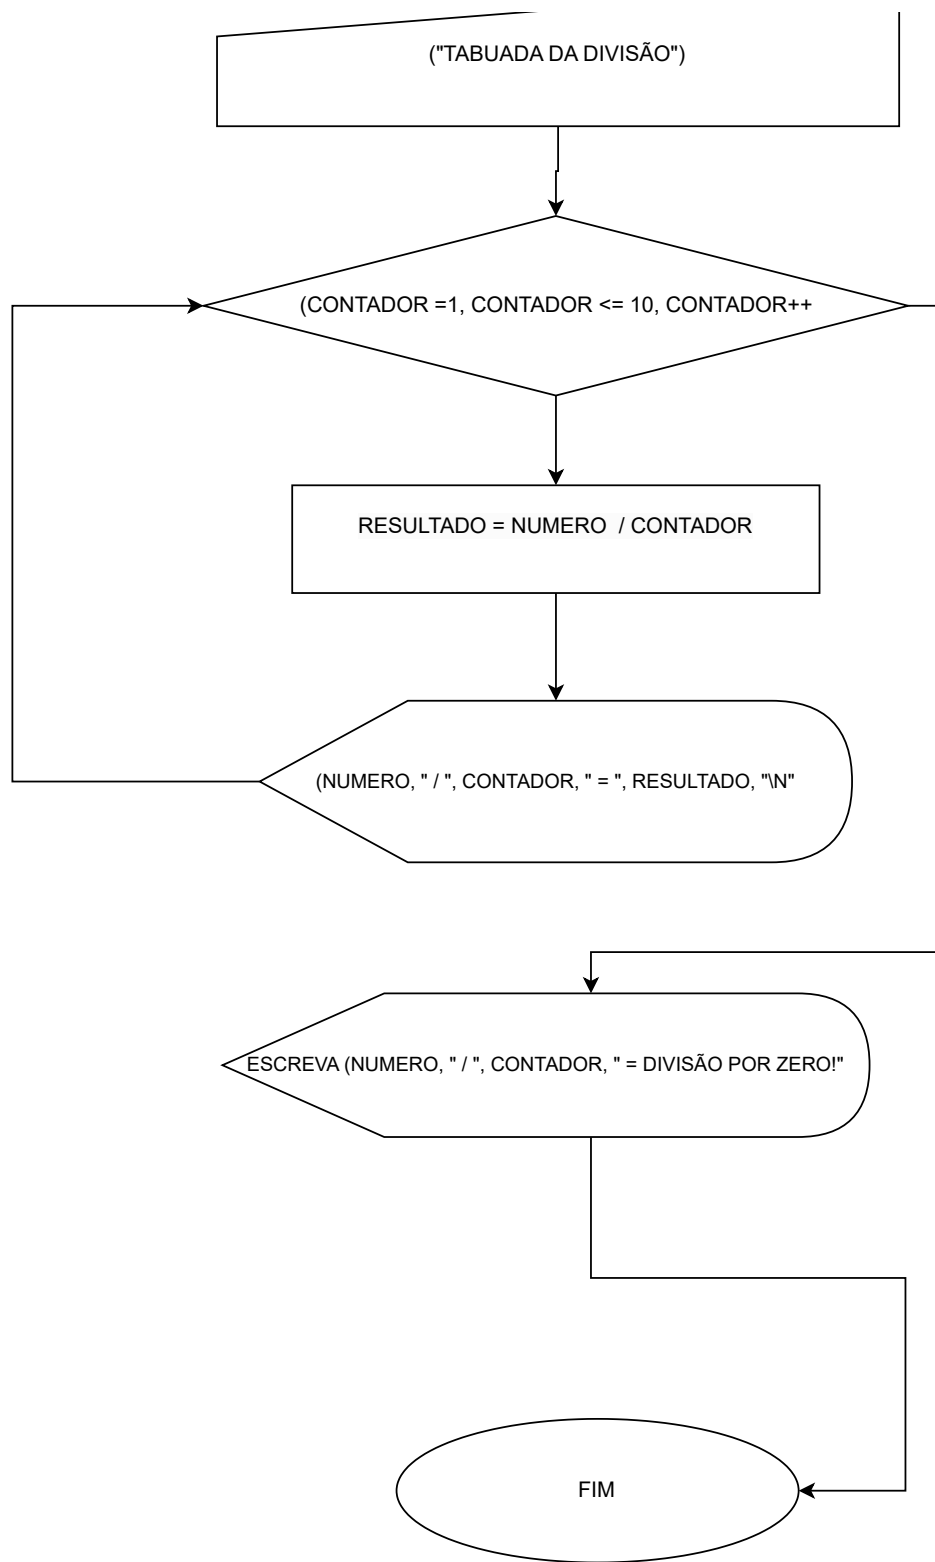 ("TABUADA DA DIVISÃO")
(CONTADOR =1, CONTADOR <= 10, CONTADOR++
RESULTADO = NUMERO  / CONTADOR
(NUMERO, " / ", CONTADOR, " = ", RESULTADO, "\N"
ESCREVA (NUMERO, " / ", CONTADOR, " = DIVISÃO POR ZERO!"
FIM